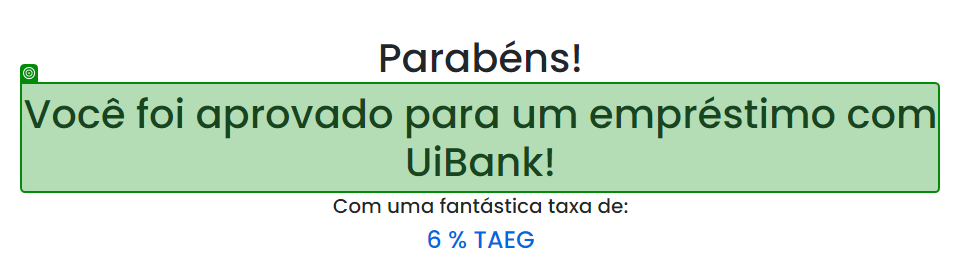 Parabéns!
Você foi aprovado para um empréstimo com
UiBank!
Com uma fantástica taxa de:
6 % TAEG